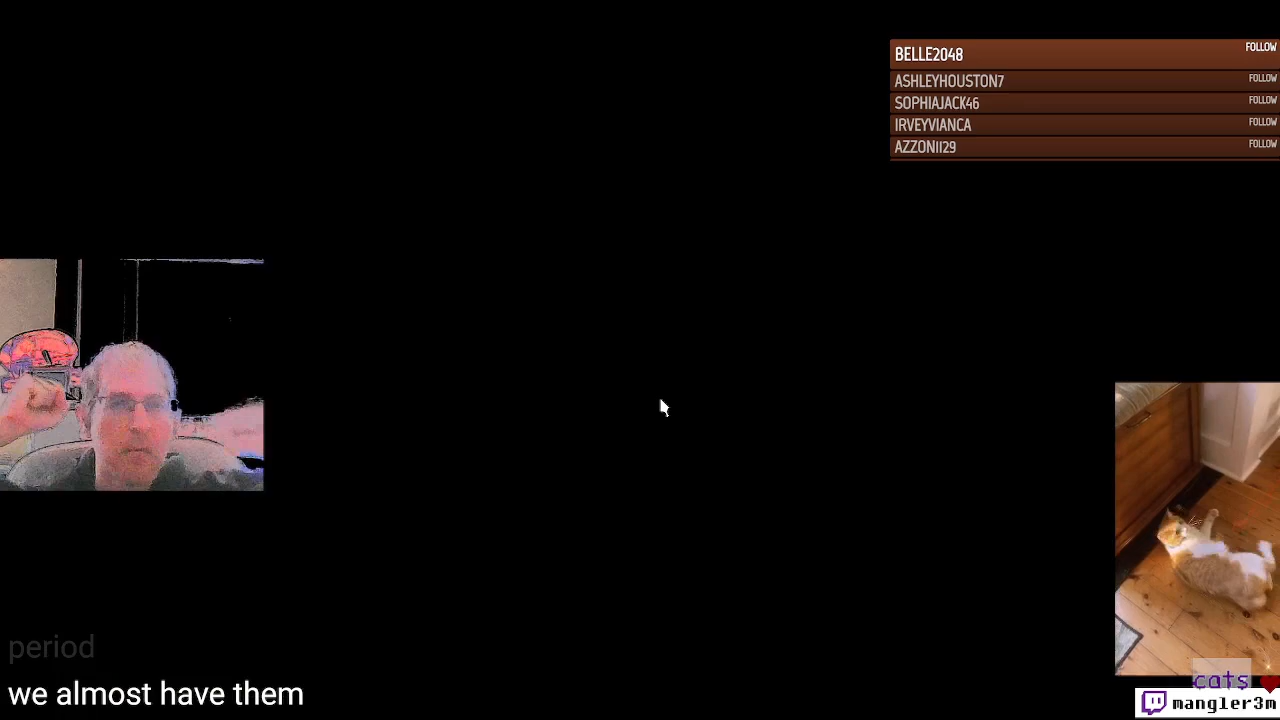 BELLE2048 FOLLOW
ASHLEYHOUSTON7 FOLLOW
SOPHIAJACK46 FOLLOW
IRVEYVIANCA FOLLOW
AZZONII29 FOLLOW
period
we almost have them
cats
mangler3m